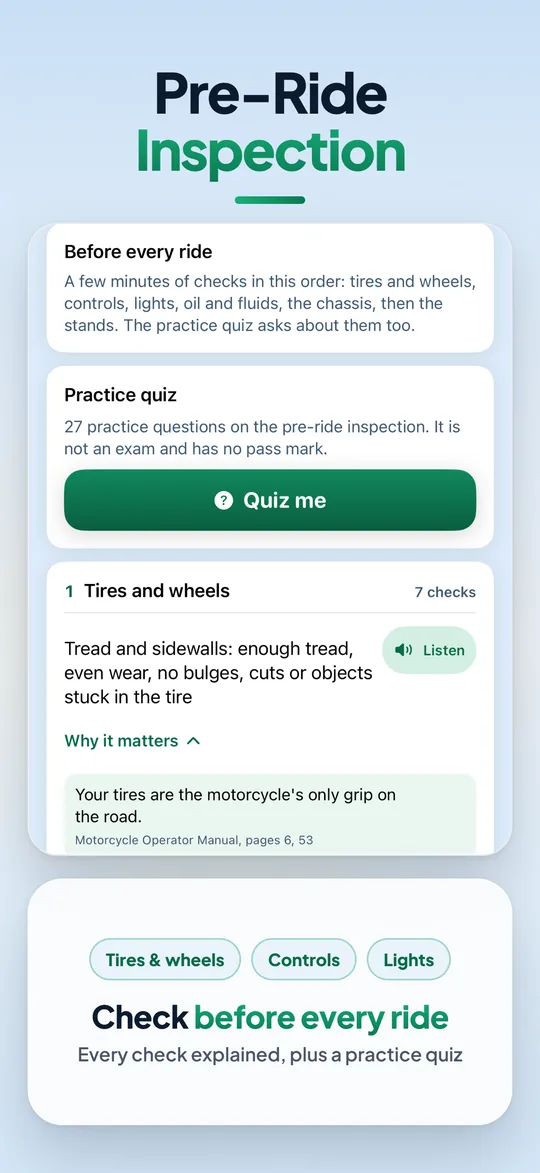 Pre-Ride
Inspection
Before every ride
A few minutes of checks in this order: tires and wheels,
controls, lights, oil and fluids, the chassis, then the
stands. The practice quiz asks about them too.
Practice quiz
27 practice questions on the pre-ride inspection. It is
not an exam and has no pass mark.
Quiz me
1 Tires and wheels 7 checks
Tread and sidewalls: enough tread,
even wear, no bulges, cuts or objects
stuck in the tire
Listen
Why it matters
Your tires are the motorcycle's only grip on
the road.
Motorcycle Operator Manual, pages 6, 53
Tires & wheels Controls Lights
Check before every ride
Every check explained, plus a practice quiz